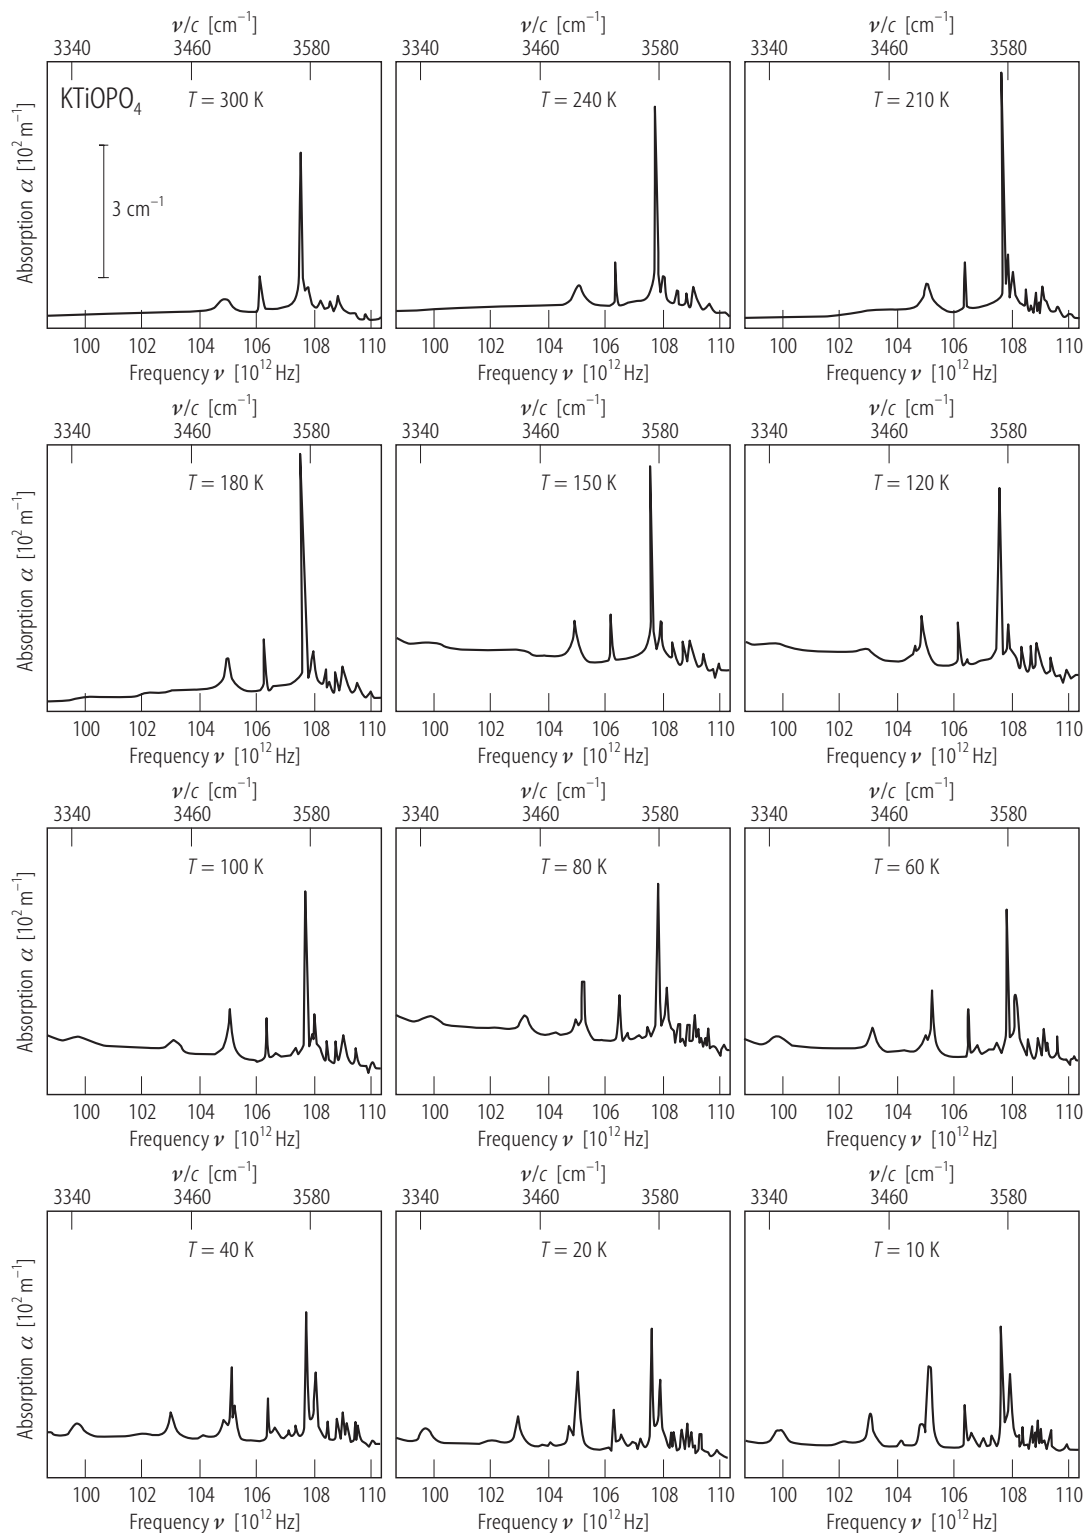 ν/c [cm⁻¹] ν/c [cm⁻¹] ν/c [cm⁻¹]
3340 3460 3580 3340 3460 3580 3340 3460 3580
KTiOPO₄ T = 300 K T = 240 K T = 210 K
3 cm⁻¹
Absorption α [10² m⁻¹]
100 102 104 106 108 110 100 102 104 106 108 110 100 102 104 106 108 110
Frequency ν [10¹² Hz] Frequency ν [10¹² Hz] Frequency ν [10¹² Hz]
ν/c [cm⁻¹] ν/c [cm⁻¹] ν/c [cm⁻¹]
3340 3460 3580 3340 3460 3580 3340 3460 3580
T = 180 K T = 150 K T = 120 K
Absorption α [10² m⁻¹]
100 102 104 106 108 110 100 102 104 106 108 110 100 102 104 106 108 110
Frequency ν [10¹² Hz] Frequency ν [10¹² Hz] Frequency ν [10¹² Hz]
ν/c [cm⁻¹] ν/c [cm⁻¹] ν/c [cm⁻¹]
3340 3460 3580 3340 3460 3580 3340 3460 3580
T = 100 K T = 80 K T = 60 K
Absorption α [10² m⁻¹]
100 102 104 106 108 110 100 102 104 106 108 110 100 102 104 106 108 110
Frequency ν [10¹² Hz] Frequency ν [10¹² Hz] Frequency ν [10¹² Hz]
ν/c [cm⁻¹] ν/c [cm⁻¹] ν/c [cm⁻¹]
3340 3460 3580 3340 3460 3580 3340 3460 3580
T = 40 K T = 20 K T = 10 K
Absorption α [10² m⁻¹]
100 102 104 106 108 110 100 102 104 106 108 110 100 102 104 106 108 110
Frequency ν [10¹² Hz] Frequency ν [10¹² Hz] Frequency ν [10¹² Hz]